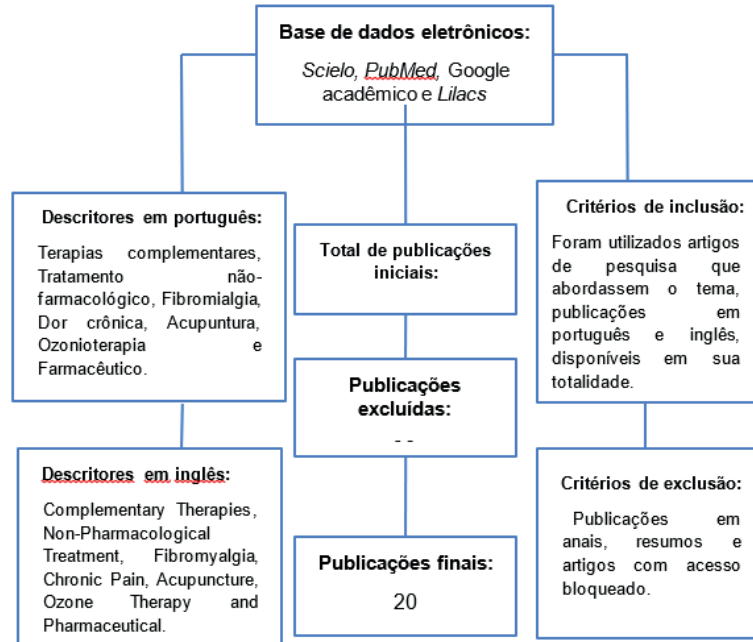 Base de dados eletrônicos:
Scielo, PubMed, Google
acadêmico e Lilacs
Descritores em português:
Terapias complementares,
Tratamento não-
farmacológico, Fibromialgia,
Dor crônica, Acupuntura,
Ozonioterapia e
Farmacêutico.
Descritores em inglês:
Complementary Therapies,
Non-Pharmacological
Treatment, Fibromyalgia,
Chronic Pain, Acupuncture,
Ozone Therapy and
Pharmaceutical.
Total de publicações
iniciais:
Publicações
excluídas:
Publicações finais:
20
Critérios de inclusão:
Foram utilizados artigos
de pesquisa que
abordassem o tema,
publicações em
português e inglês,
disponíveis em sua
totalidade.
Critérios de exclusão:
Publicações em
anais, resumos e
artigos com acesso
bloqueado.